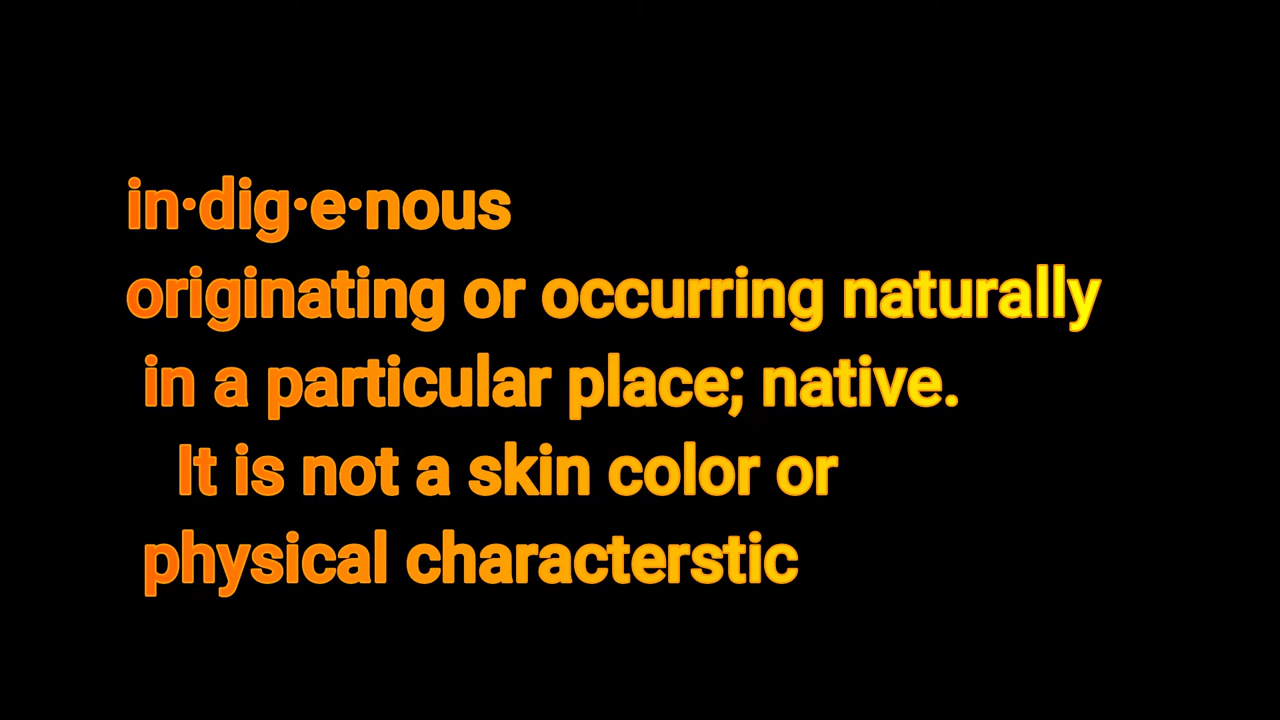 in·dig·e·nous
originating or occurring naturally
in a particular place; native.
It is not a skin color or
physical characterstic